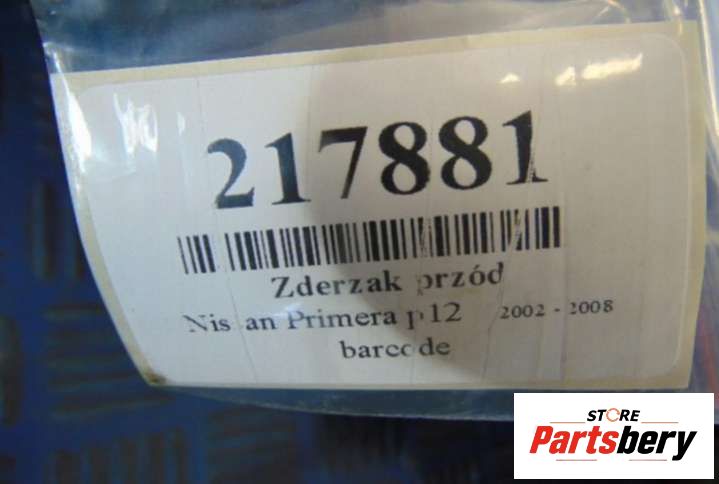 217881
Zderzak przód
Nissan Primera p12 2002 - 2008
barcode
STORE
Partsbery